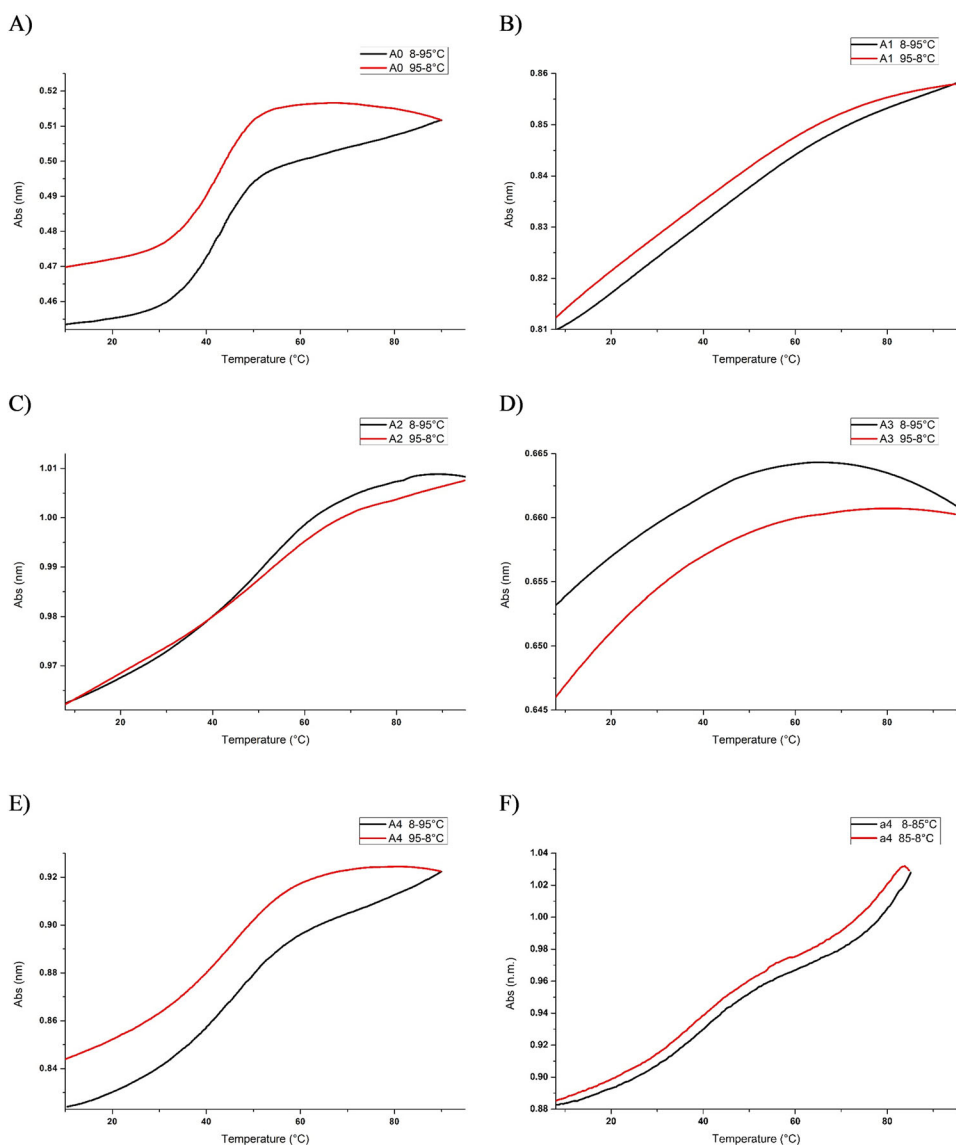 A)
A0 8-95°C
A0 95-8°C
0.52
0.51
0.50
0.49
0.48
0.47
0.46
Abs (nm)
20
40
60
80
Temperature (°C)
B)
A1 8-95°C
A1 95-8°C
0.86
0.85
0.84
0.83
0.82
0.81
Abs (nm)
20
40
60
80
Temperature (°C)
C)
A2 8-95°C
A2 95-8°C
1.01
1.00
0.99
0.98
0.97
Abs (nm)
20
40
60
80
Temperature (°C)
D)
A3 8-95°C
A3 95-8°C
0.665
0.660
0.655
0.650
0.645
Abs (nm)
20
40
60
80
Temperature (°C)
E)
A4 8-95°C
A4 95-8°C
0.92
0.90
0.88
0.86
0.84
Abs (nm)
20
40
60
80
Temperature (°C)
F)
a4 8-85°C
a4 85-8°C
1.04
1.02
1.00
0.98
0.96
0.94
0.92
0.90
0.88
Abs (n.m.)
20
40
60
80
Temperature (°C)